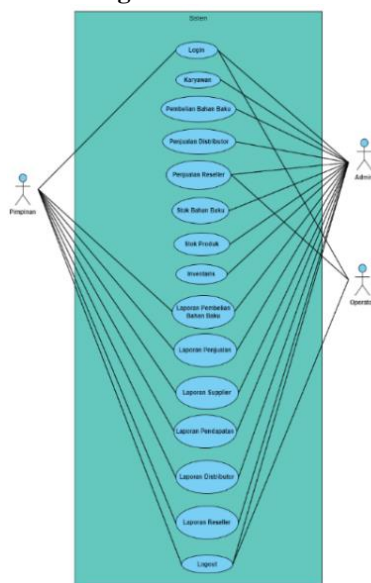 Sistem
Login
Karyawan
Pembelian Bahan Baku
Penjualan Distributor
Penjualan Reseller
Stok Bahan Baku
Stok Produk
Inventaris
Laporan Pembelian
Bahan Baku
Laporan Penjualan
Laporan Supplier
Laporan Pendapatan
Laporan Distributor
Laporan Reseller
Logout
Pimpinan
Admin
Operator